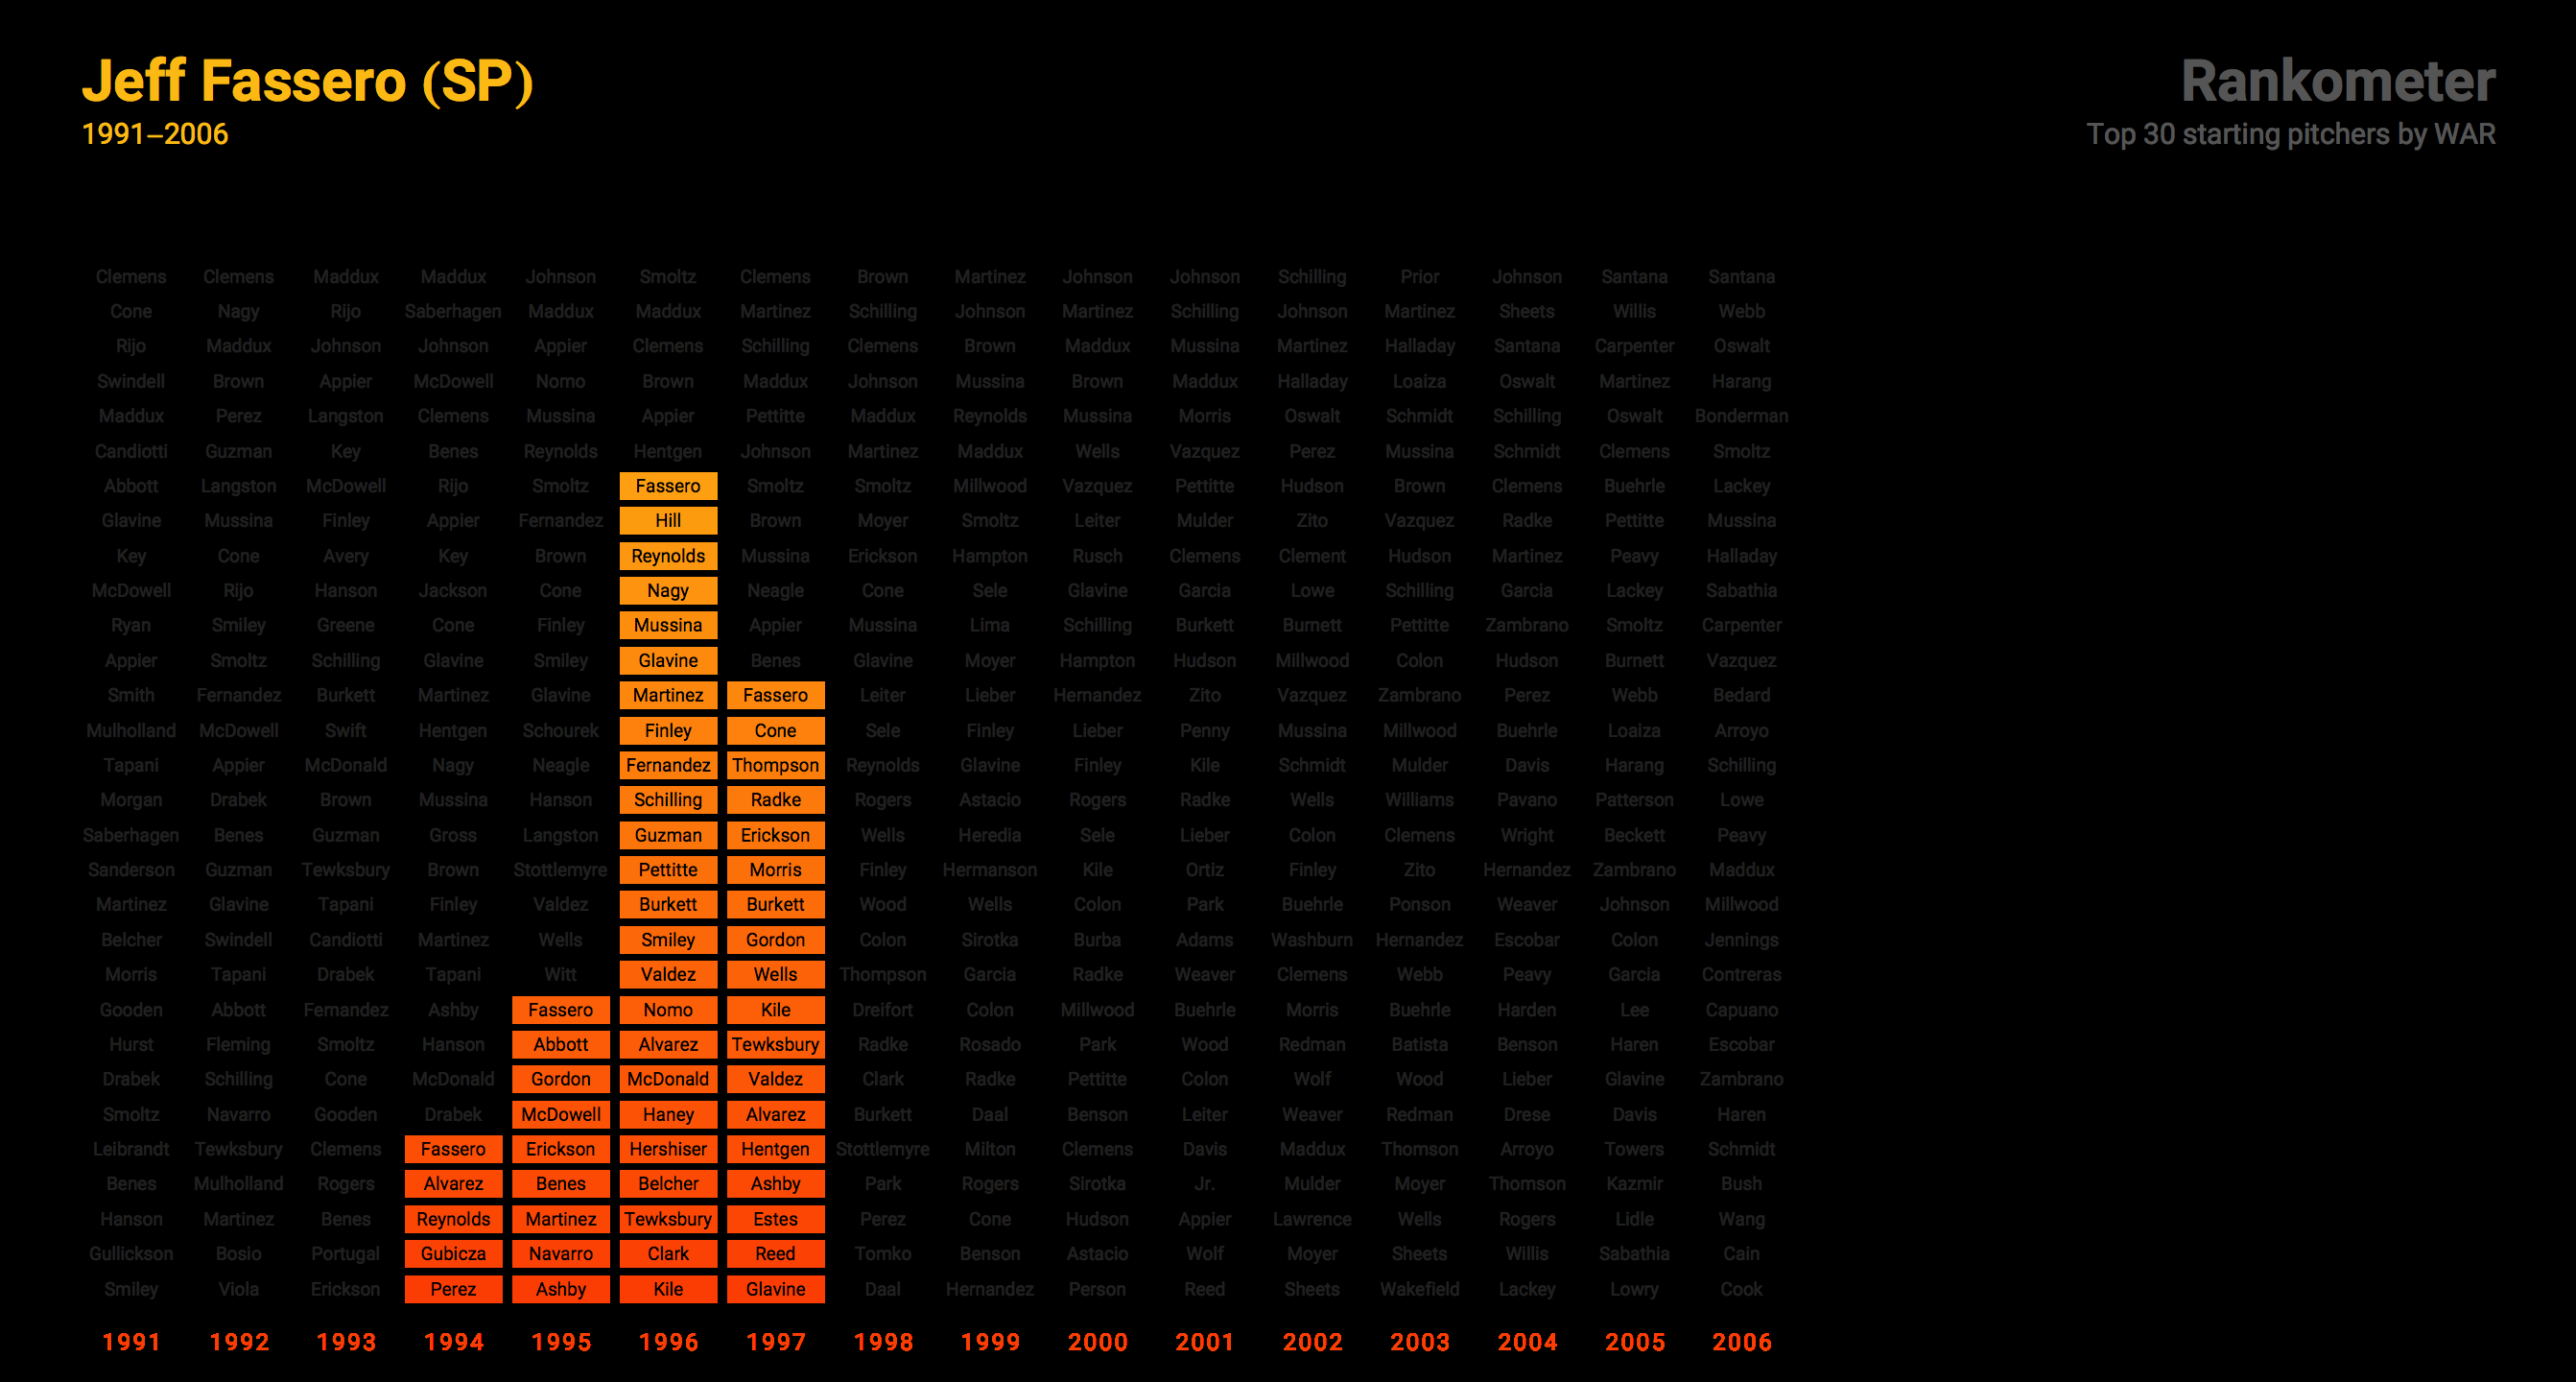 Jeff Fassero (SP)
1991–2006
Rankometer
Top 30 starting pitchers by WAR
Clemens Clemens Maddux Maddux Johnson Smoltz Clemens Brown Martinez Johnson Johnson Schilling Prior Johnson Santana Santana
Cone Nagy Rijo Saberhagen Maddux Maddux Martinez Schilling Johnson Martinez Schilling Johnson Martinez Sheets Willis Webb
Rijo Maddux Johnson Johnson Appier Clemens Schilling Clemens Brown Maddux Mussina Martinez Halladay Santana Carpenter Oswalt
Swindell Brown Appier McDowell Nomo Brown Maddux Johnson Mussina Brown Maddux Halladay Loaiza Oswalt Martinez Harang
Maddux Perez Langston Clemens Mussina Appier Pettitte Maddux Reynolds Mussina Morris Oswalt Schmidt Schilling Oswalt Bonderman
Candiotti Guzman Key Benes Reynolds Hentgen Johnson Martinez Maddux Wells Vazquez Perez Mussina Schmidt Clemens Smoltz
Abbott Langston McDowell Rijo Smoltz Fassero Smoltz Smoltz Millwood Vazquez Pettitte Hudson Brown Clemens Buehrle Lackey
Glavine Mussina Finley Appier Fernandez Hill Brown Moyer Smoltz Leiter Mulder Zito Vazquez Radke Pettitte Mussina
Key Cone Avery Key Brown Reynolds Mussina Erickson Hampton Rusch Clemens Clement Hudson Martinez Peavy Halladay
McDowell Rijo Hanson Jackson Cone Nagy Neagle Cone Sele Glavine Garcia Lowe Schilling Garcia Lackey Sabathia
Ryan Smiley Greene Cone Finley Mussina Appier Mussina Lima Schilling Burkett Burnett Pettitte Zambrano Smoltz Carpenter
Appier Smoltz Schilling Glavine Smiley Glavine Benes Glavine Moyer Hampton Hudson Millwood Colon Hudson Burnett Vazquez
Smith Fernandez Burkett Martinez Glavine Martinez Fassero Leiter Lieber Hernandez Zito Vazquez Zambrano Perez Webb Bedard
Mulholland McDowell Swift Hentgen Schourek Finley Cone Sele Finley Lieber Penny Mussina Millwood Buehrle Loaiza Arroyo
Tapani Appier McDonald Nagy Neagle Fernandez Thompson Reynolds Glavine Finley Kile Schmidt Mulder Davis Harang Schilling
Morgan Drabek Brown Mussina Hanson Schilling Radke Rogers Astacio Rogers Radke Wells Williams Pavano Patterson Lowe
Saberhagen Benes Guzman Gross Langston Guzman Erickson Wells Heredia Sele Lieber Colon Clemens Wright Beckett Peavy
Sanderson Guzman Tewksbury Brown Stottlemyre Pettitte Morris Finley Hermanson Kile Ortiz Finley Zito Hernandez Zambrano Maddux
Martinez Glavine Tapani Finley Valdez Burkett Burkett Wood Wells Colon Park Buehrle Ponson Weaver Johnson Millwood
Belcher Swindell Candiotti Martinez Wells Smiley Gordon Colon Sirotka Burba Adams Washburn Hernandez Escobar Colon Jennings
Morris Tapani Drabek Tapani Witt Valdez Wells Thompson Garcia Radke Weaver Clemens Webb Peavy Garcia Contreras
Gooden Abbott Fernandez Ashby Fassero Nomo Kile Dreifort Colon Millwood Buehrle Morris Buehrle Harden Lee Capuano
Hurst Fleming Smoltz Hanson Abbott Alvarez Tewksbury Radke Rosado Park Wood Redman Batista Benson Haren Escobar
Drabek Schilling Cone McDonald Gordon McDonald Valdez Clark Radke Pettitte Colon Wolf Wood Lieber Glavine Zambrano
Smoltz Navarro Gooden Drabek McDowell Haney Alvarez Burkett Daal Benson Leiter Weaver Redman Drese Davis Haren
Leibrandt Tewksbury Clemens Fassero Erickson Hershiser Hentgen Stottlemyre Milton Clemens Davis Maddux Thomson Arroyo Towers Schmidt
Benes Mulholland Rogers Alvarez Benes Belcher Ashby Park Rogers Sirotka Jr. Mulder Moyer Thomson Kazmir Bush
Hanson Martinez Benes Reynolds Martinez Tewksbury Estes Perez Cone Hudson Appier Lawrence Wells Rogers Lidle Wang
Gullickson Bosio Portugal Gubicza Navarro Clark Reed Tomko Benson Astacio Wolf Moyer Sheets Willis Sabathia Cain
Smiley Viola Erickson Perez Ashby Kile Glavine Daal Hernandez Person Reed Sheets Wakefield Lackey Lowry Cook
1991 1992 1993 1994 1995 1996 1997 1998 1999 2000 2001 2002 2003 2004 2005 2006